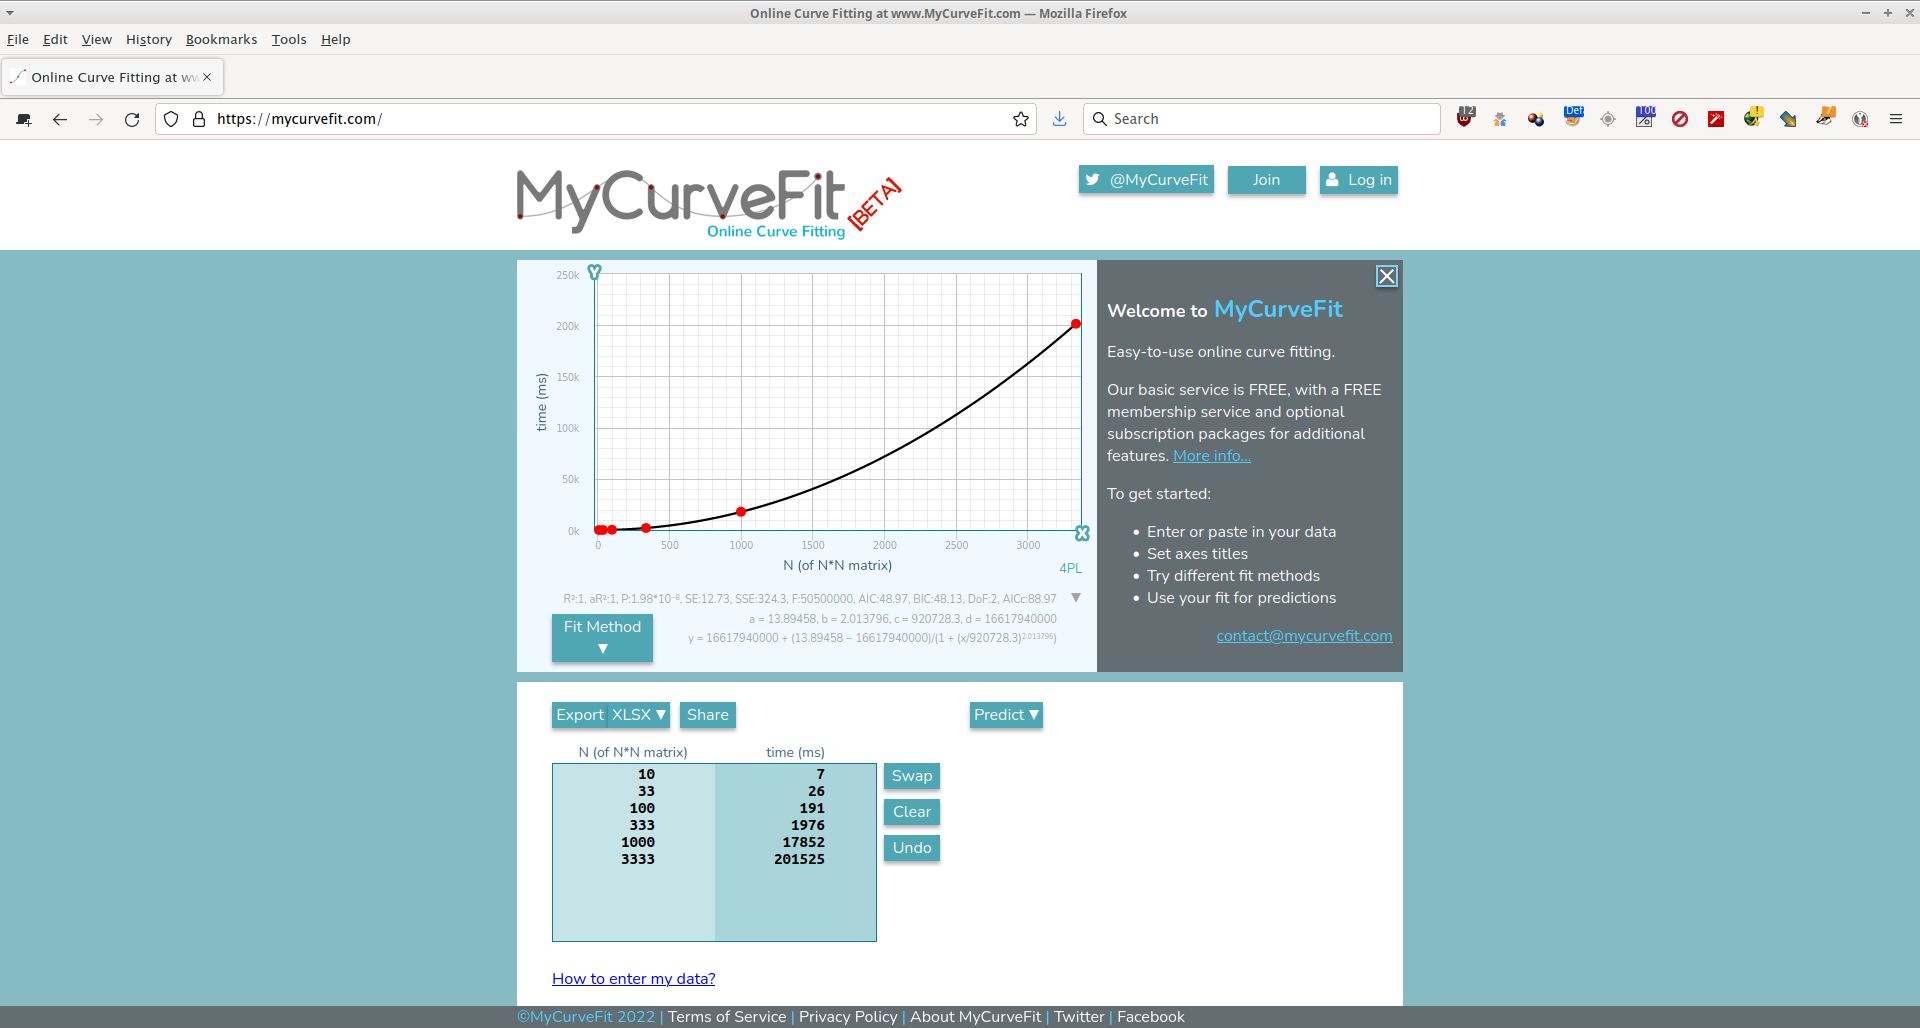 Online Curve Fitting at www.MyCurveFit.com — Mozilla Firefox
File Edit View History Bookmarks Tools Help
Online Curve Fitting at ww
https://mycurvefit.com/
Search
12
Def
100
!
7
MyCurveFit
[BETA]
Online Curve Fitting
@MyCurveFit
Join
Log in
Y
250k
200k
150k
100k
50k
0k
time (ms)
0 500 1000 1500 2000 2500 3000
X
N (of N*N matrix)
4PL
R²:1, aR²:1, P:1.98*10⁻⁸, SE:12.73, SSE:324.3, F:50500000, AIC:48.97, BIC:48.13, DoF:2, AICc:88.97 ▼
a = 13.89458, b = 2.013796, c = 920728.3, d = 16617940000
y = 16617940000 + (13.89458 − 16617940000)/(1 + (x/920728.3)^2.013796)
Fit Method
▼
Welcome to MyCurveFit
Easy-to-use online curve fitting.
Our basic service is FREE, with a FREE
membership service and optional
subscription packages for additional
features. More info...
To get started:
• Enter or paste in your data
• Set axes titles
• Try different fit methods
• Use your fit for predictions
contact@mycurvefit.com
Export XLSX ▼ Share
Predict ▼
N (of N*N matrix) time (ms)
10 7
33 26
100 191
333 1976
1000 17852
3333 201525
Swap
Clear
Undo
How to enter my data?
©MyCurveFit 2022 | Terms of Service | Privacy Policy | About MyCurveFit | Twitter | Facebook